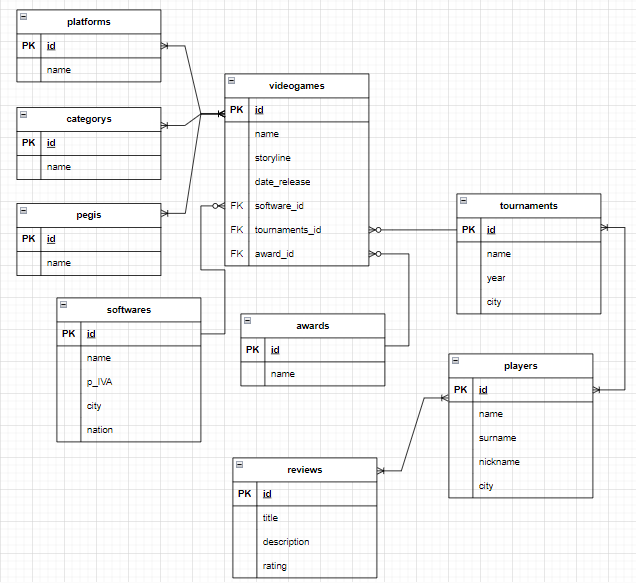 platforms
PK id
name
categorys
PK id
name
pegis
PK id
name
videogames
PK id
name
storyline
date_release
FK software_id
FK tournaments_id
FK award_id
tournaments
PK id
name
year
city
softwares
PK id
name
p_IVA
city
nation
awards
PK id
name
players
PK id
name
surname
nickname
city
reviews
PK id
title
description
rating